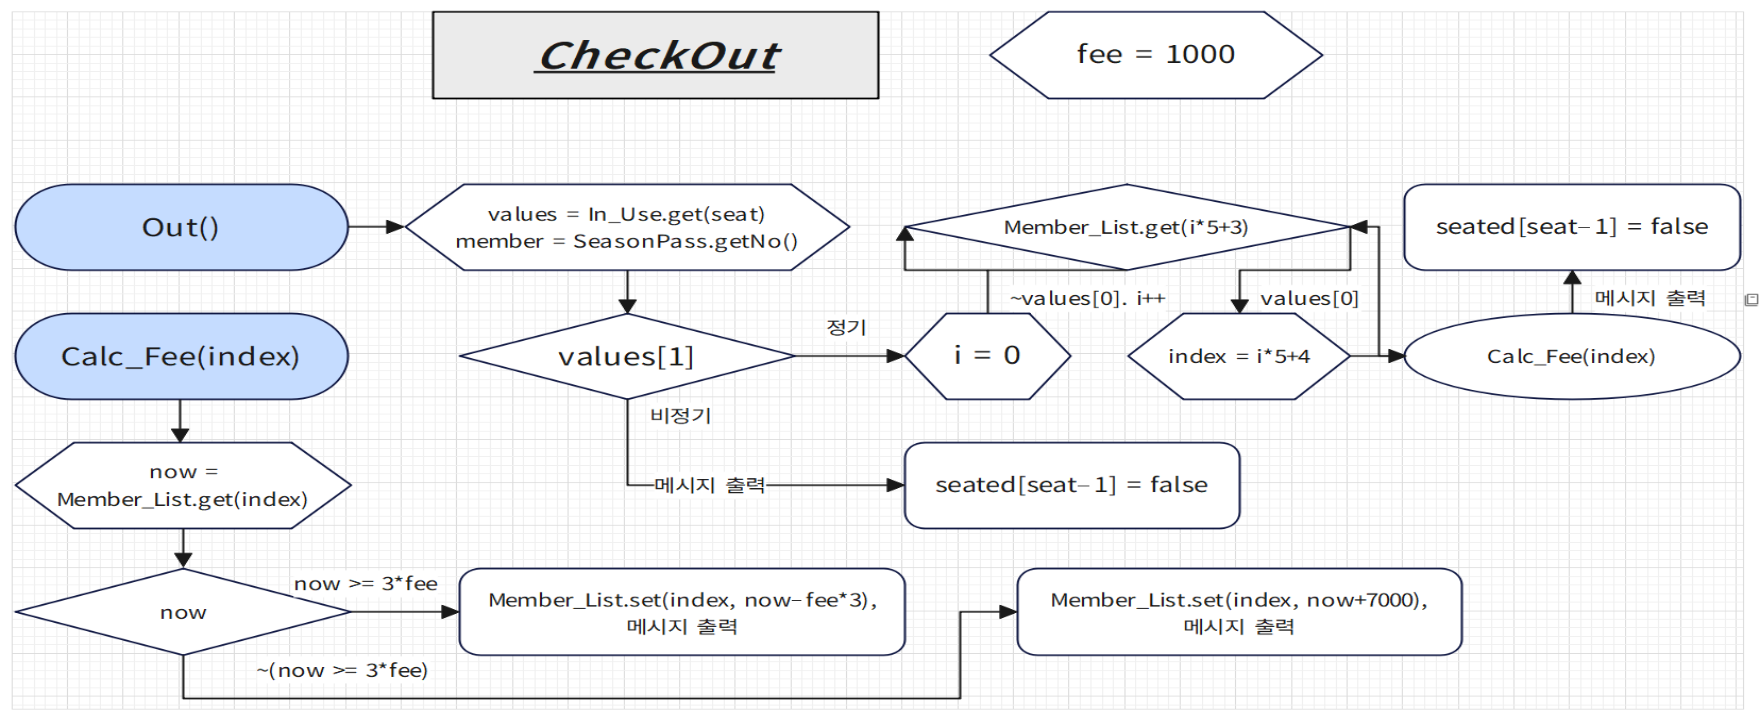 CheckOut
fee = 1000
Out()
values = In_Use.get(seat)
member = SeasonPass.getNo()
Member_List.get(i*5+3)
seated[seat-1] = false
~values[0]. i++
values[0]
메시지 출력
정기
Calc_Fee(index)
values[1]
i = 0
index = i*5+4
Calc_Fee(index)
비정기
now =
Member_List.get(index)
메시지 출력
seated[seat-1] = false
now >= 3*fee
now
Member_List.set(index, now-fee*3),
메시지 출력
Member_List.set(index, now+7000),
메시지 출력
~(now >= 3*fee)